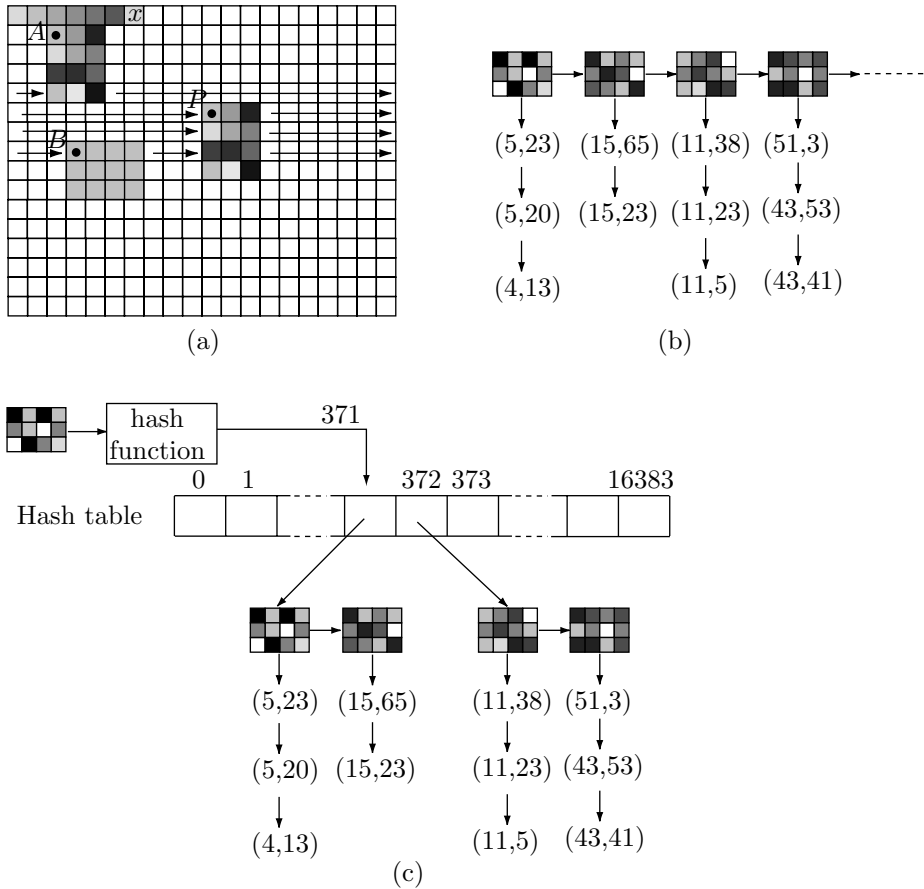 x
A
P
B
(a)
(5,23) (15,65) (11,38) (51,3)
(5,20) (15,23) (11,23) (43,53)
(4,13) (11,5) (43,41)
(b)
hash
function
371
0 1 372 373 16383
Hash table
(5,23) (15,65) (11,38) (51,3)
(5,20) (15,23) (11,23) (43,53)
(4,13) (11,5) (43,41)
(c)